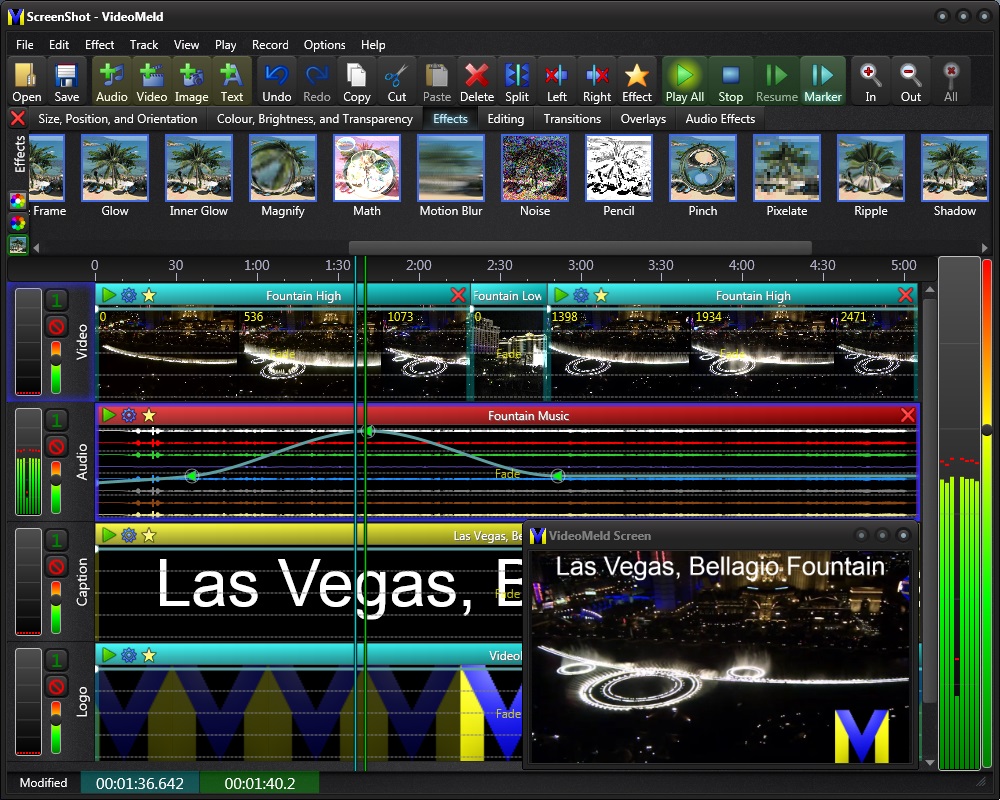 ScreenShot - VideoMeld
File Edit Effect Track View Play Record Options Help
Open Save Audio Video Image Text Undo Redo Copy Cut Paste Delete Split Left Right Effect Play All Stop Resume Marker In Out All
Size, Position, and Orientation Colour, Brightness, and Transparency Effects Editing Transitions Overlays Audio Effects
Effects
Frame Glow Inner Glow Magnify Math Motion Blur Noise Pencil Pinch Pixelate Ripple Shadow
0 30 1:00 1:30 2:00 2:30 3:00 3:30 4:00 4:30 5:00
1
Video
Fountain High Fountain Low Fountain High
0 536 1073 0 1398 1934 2471
Fade Fade Fade
1
Audio
Fountain Music
Fade
1
Caption
Las Vegas, Be
Las Vegas, B
Fade
1
Logo
Video
Fade
VideoMeld Screen
Las Vegas, Bellagio Fountain
Modified 00:01:36.642 00:01:40.2